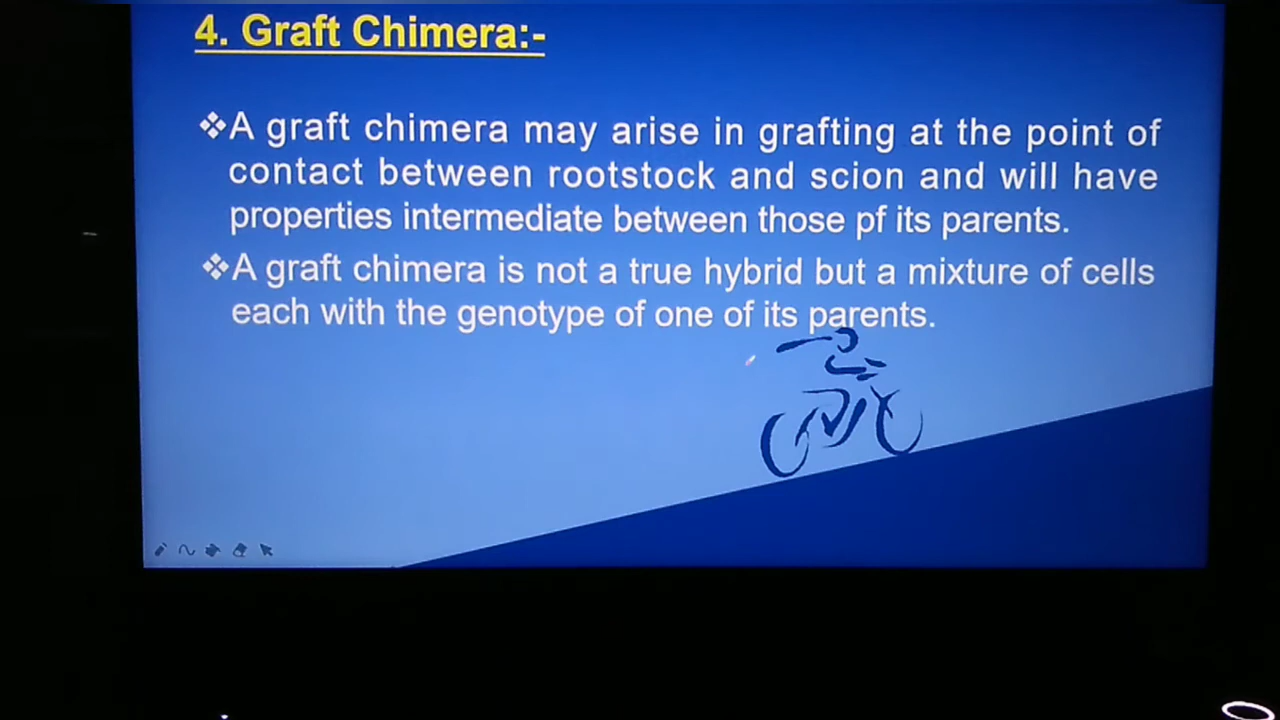 4. Graft Chimera:-
❖A graft chimera may arise in grafting at the point of
contact between rootstock and scion and will have
properties intermediate between those pf its parents.
❖A graft chimera is not a true hybrid but a mixture of cells
each with the genotype of one of its parents.